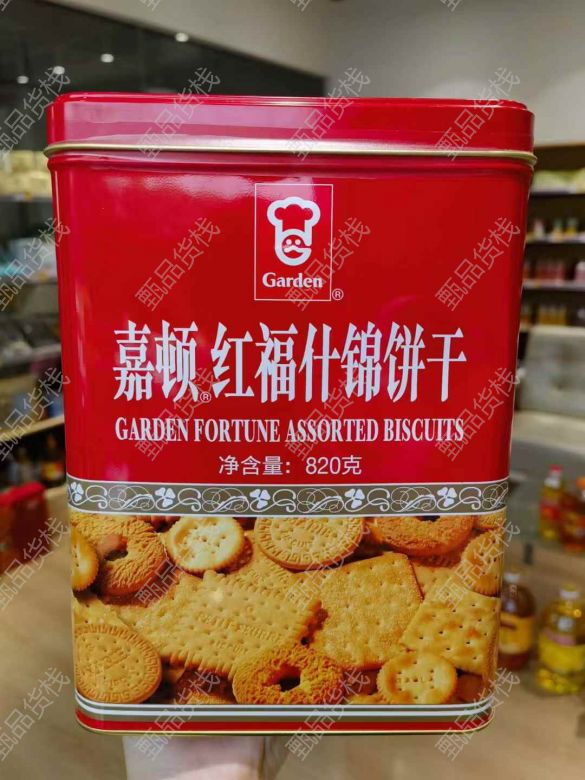 Garden
®
嘉顿®红福什锦饼干
GARDEN FORTUNE ASSORTED BISCUITS
净含量：820克
甄品货栈